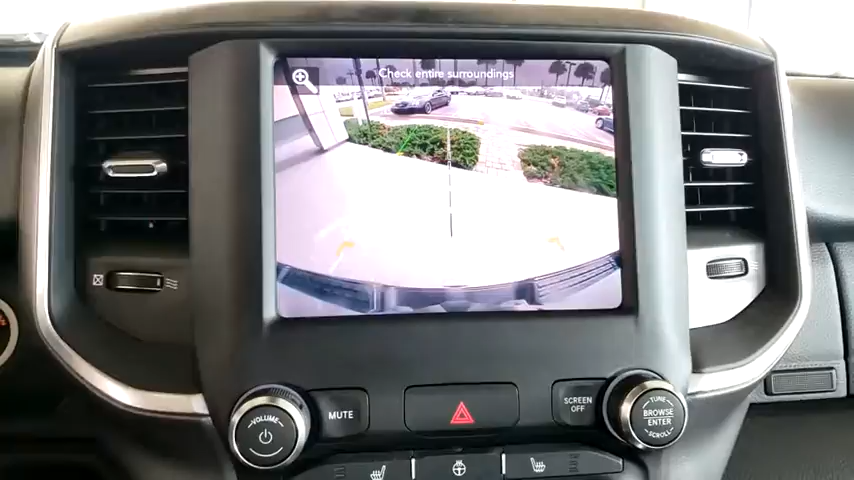 Check entire surroundings
MUTE
SCREEN
OFF
VOLUME
TUNE
BROWSE
ENTER
SCROLL